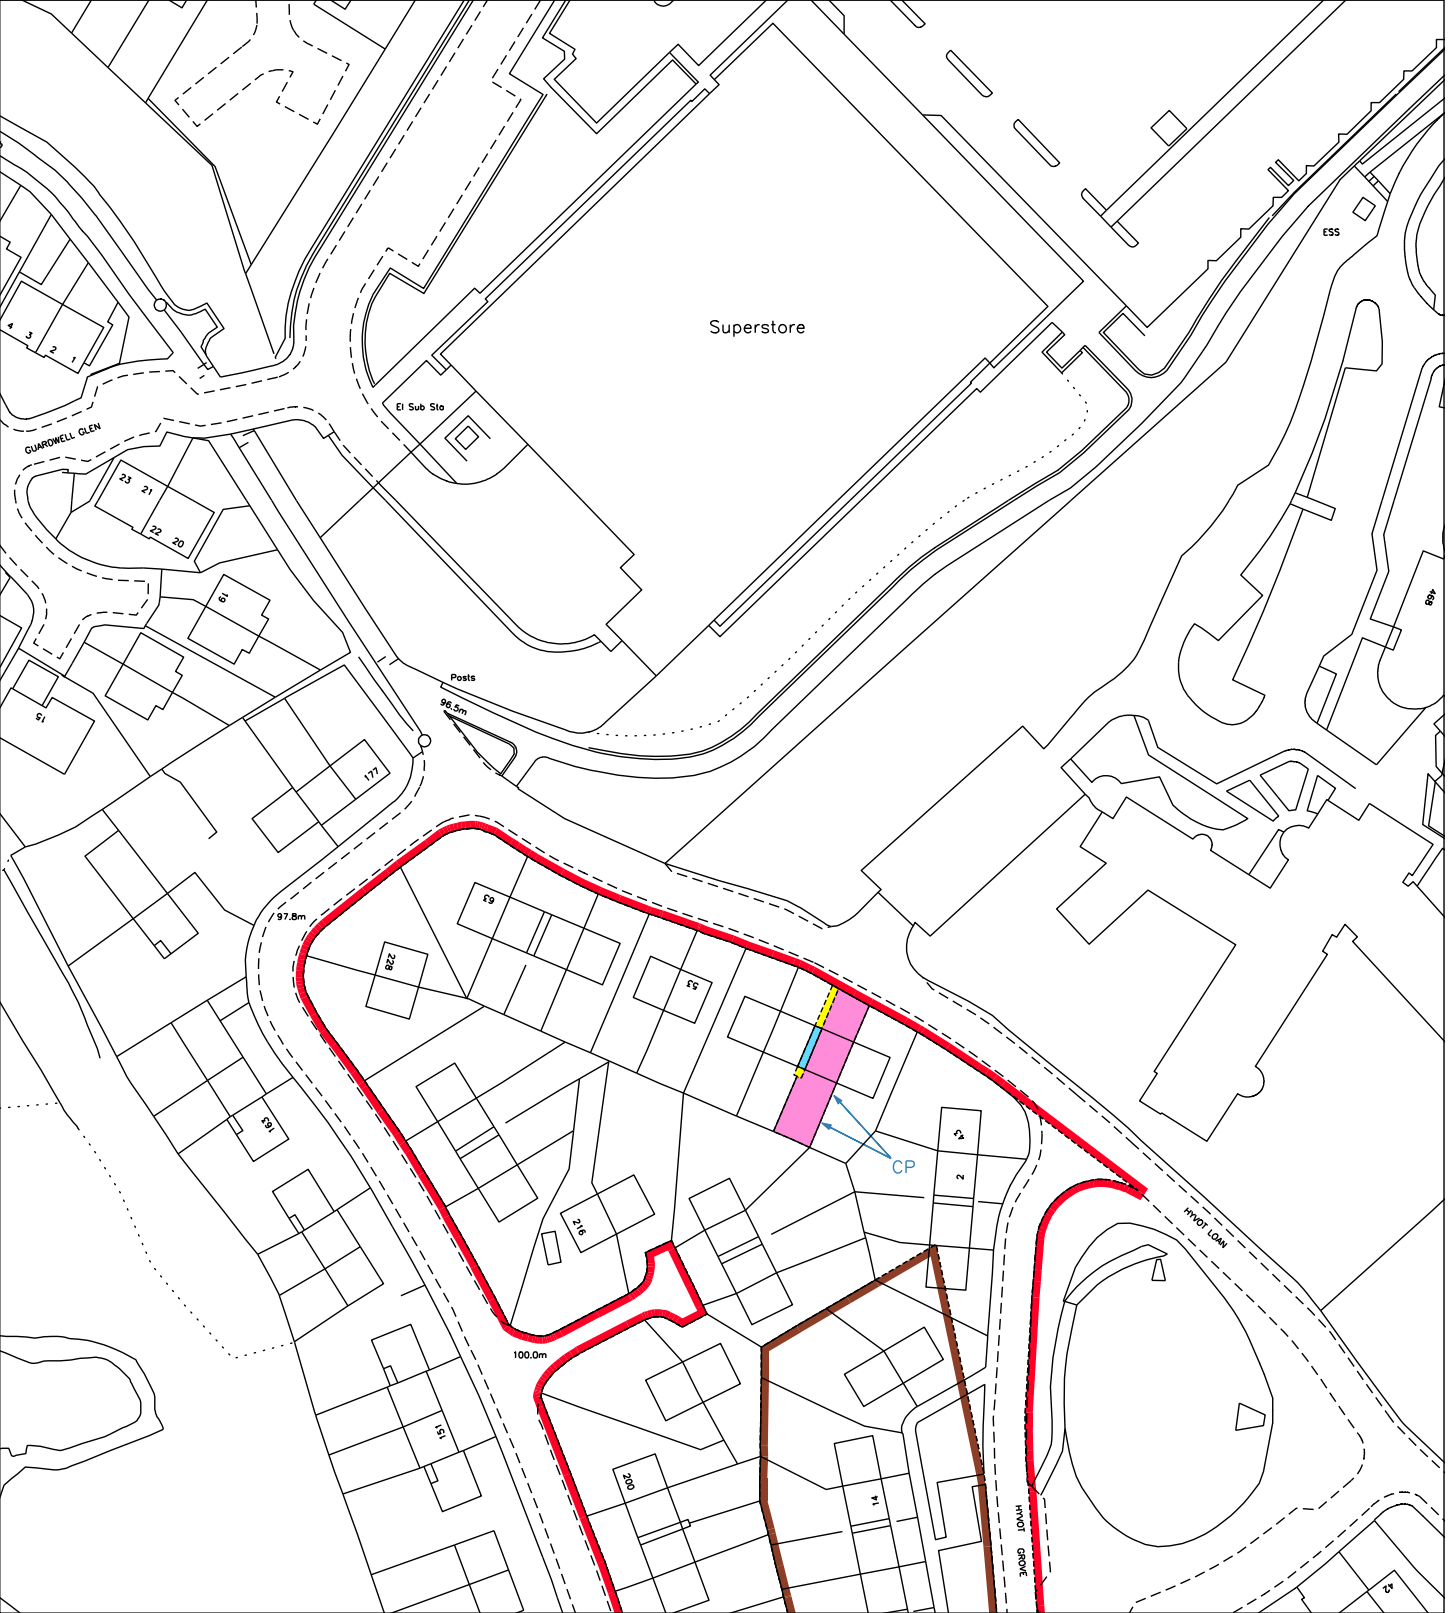 ESS
Superstore
4
3
2
1
El Sub Sta
GUARDWELL GLEN
23
21
22
20
19
468
Posts
96.5m
15
177
63
97.8m
228
53
163
43
CP
2
216
HYVOT LOAN
100.0m
151
200
14
HYVOT GROVE
42